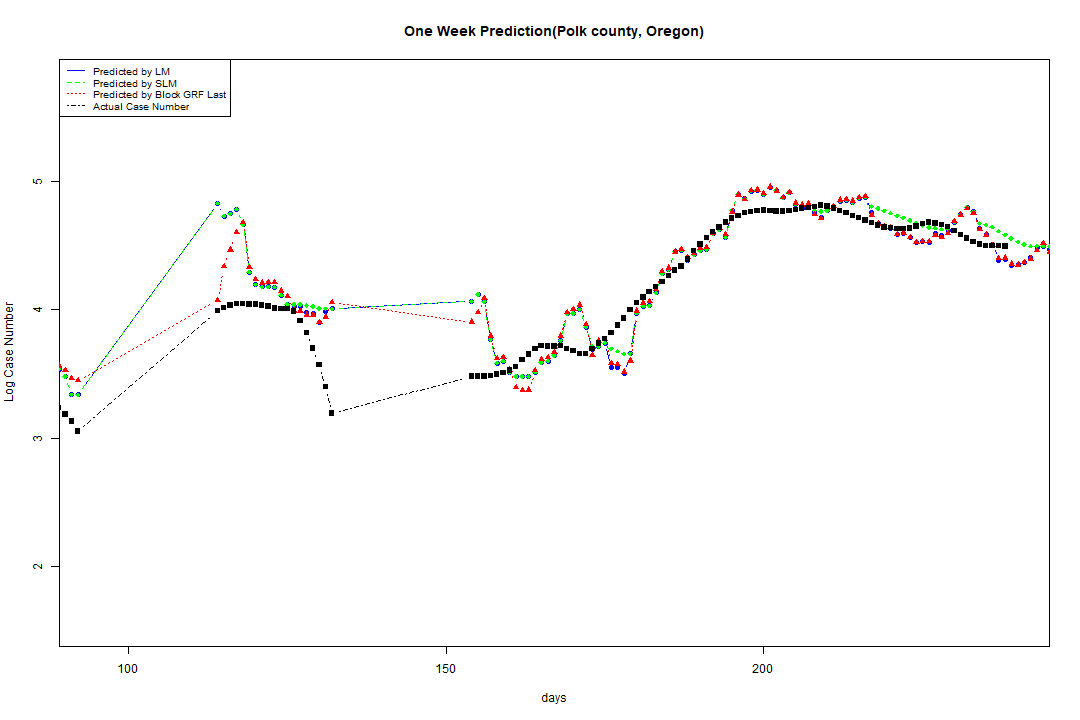 One Week Prediction(Polk county, Oregon)
Predicted by LM
Predicted by SLM
Predicted by Block GRF Last
Actual Case Number
Log Case Number
5
4
3
2
100
150
200
days